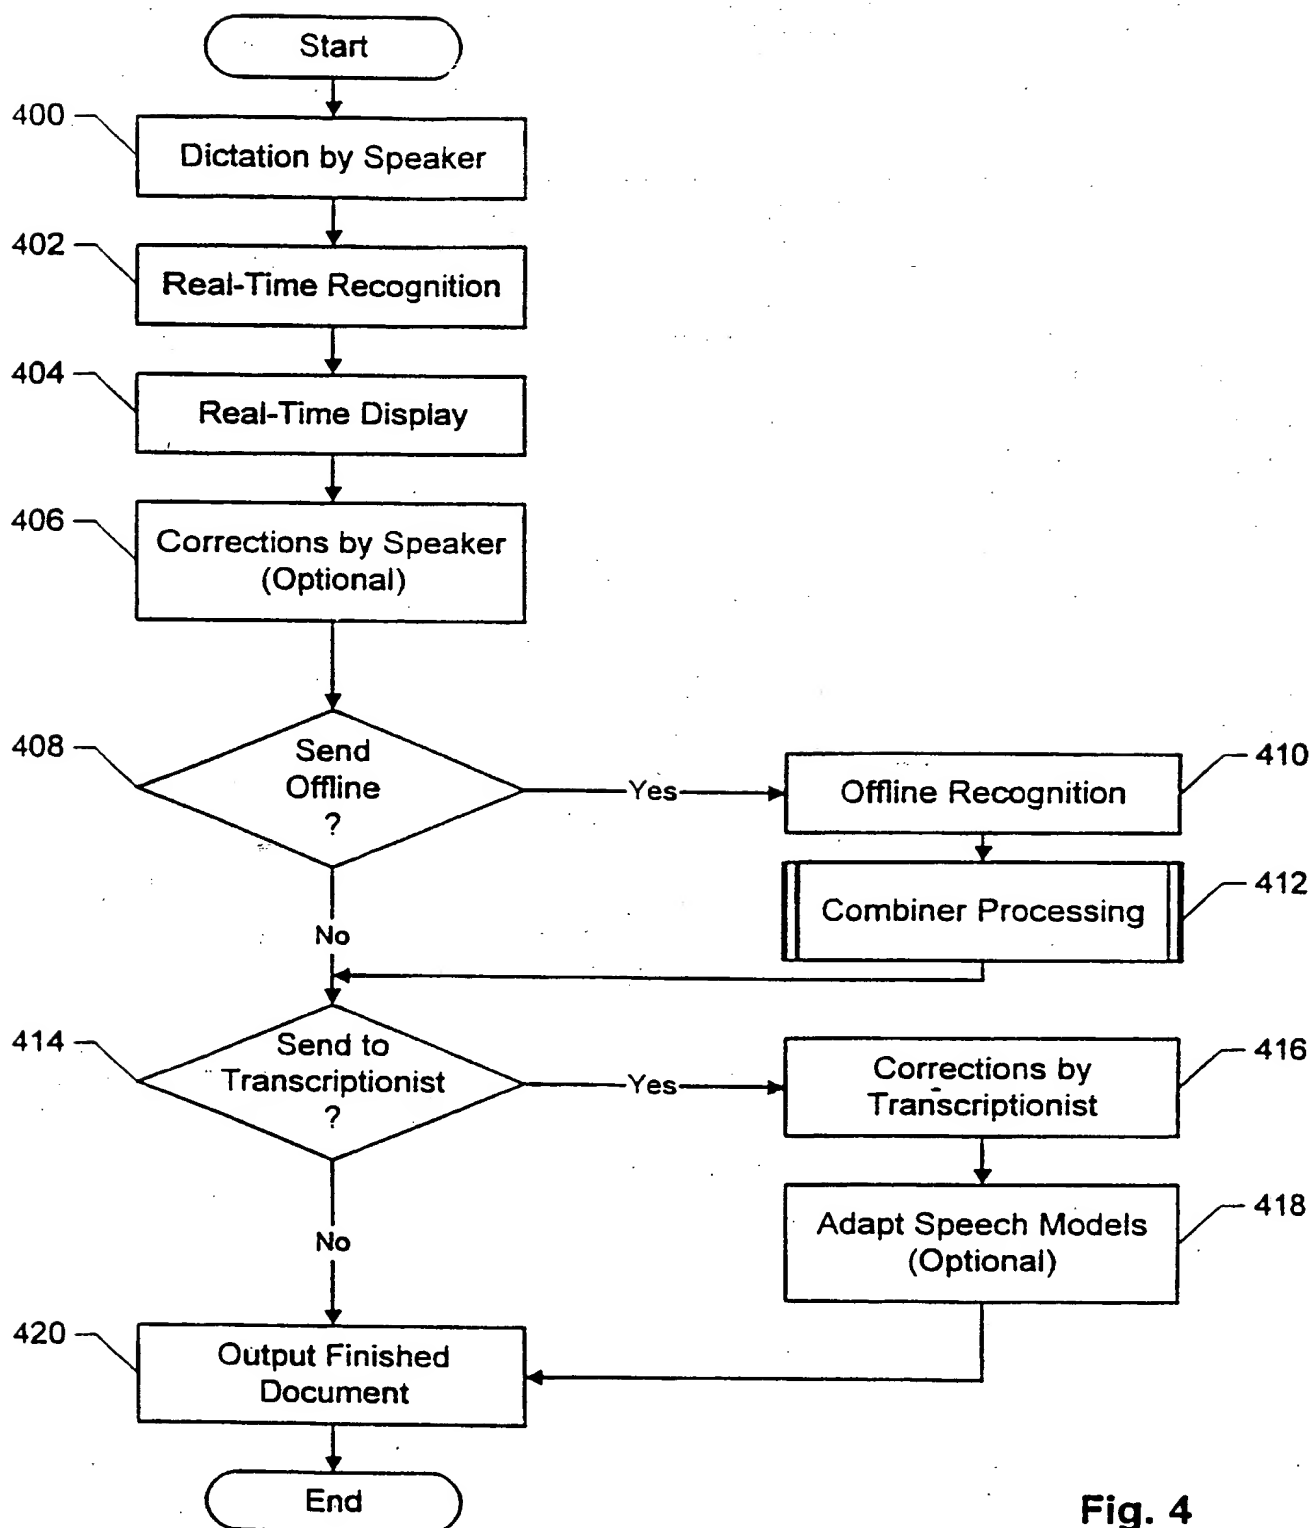 Start
400
Dictation by Speaker
402
Real-Time Recognition
404
Real-Time Display
406
Corrections by Speaker
(Optional)
408
Send
Offline
?
Yes
410
Offline Recognition
412
Combiner Processing
No
414
Send to
Transcriptionist
?
Yes
416
Corrections by
Transcriptionist
418
Adapt Speech Models
(Optional)
No
420
Output Finished
Document
End
Fig. 4